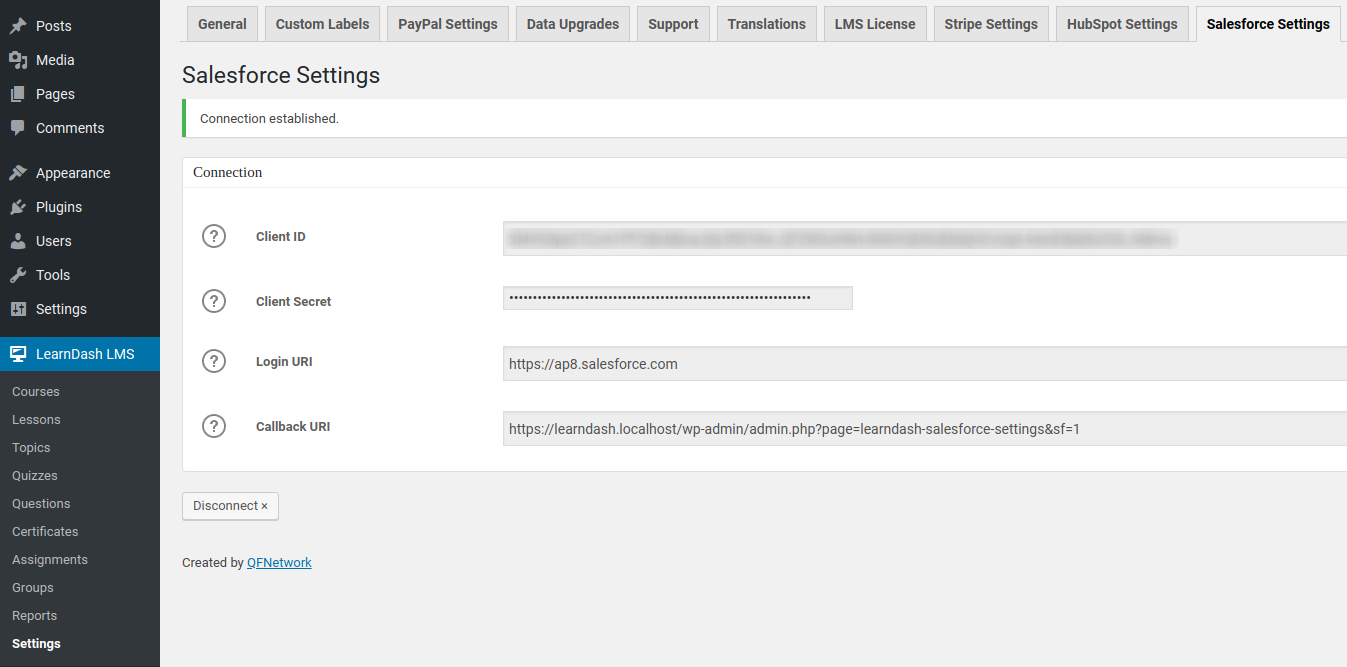 Posts
Media
Pages
Comments
Appearance
Plugins
Users
Tools
Settings
LearnDash LMS
Courses
Lessons
Topics
Quizzes
Questions
Certificates
Assignments
Groups
Reports
Settings
General
Custom Labels
PayPal Settings
Data Upgrades
Support
Translations
LMS License
Stripe Settings
HubSpot Settings
Salesforce Settings
Salesforce Settings
Connection established.
Connection
? Client ID
? Client Secret
? Login URI https://ap8.salesforce.com
? Callback URI https://learndash.localhost/wp-admin/admin.php?page=learndash-salesforce-settings&sf=1
Disconnect ×
Created by QFNetwork